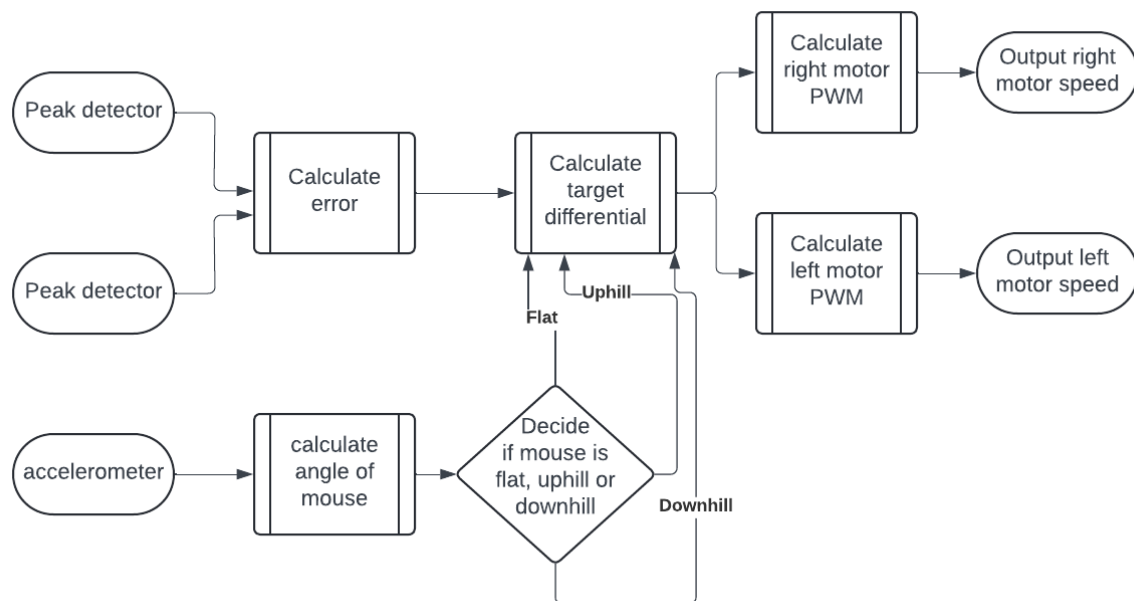 Peak detector
Peak detector
accelerometer
Calculate
error
calculate
angle of
mouse
Calculate
target
differential
Flat
Uphill
Downhill
Decide
if mouse is
flat, uphill or
downhill
Calculate
right motor
PWM
Output right
motor speed
Calculate
left motor
PWM
Output left
motor speed